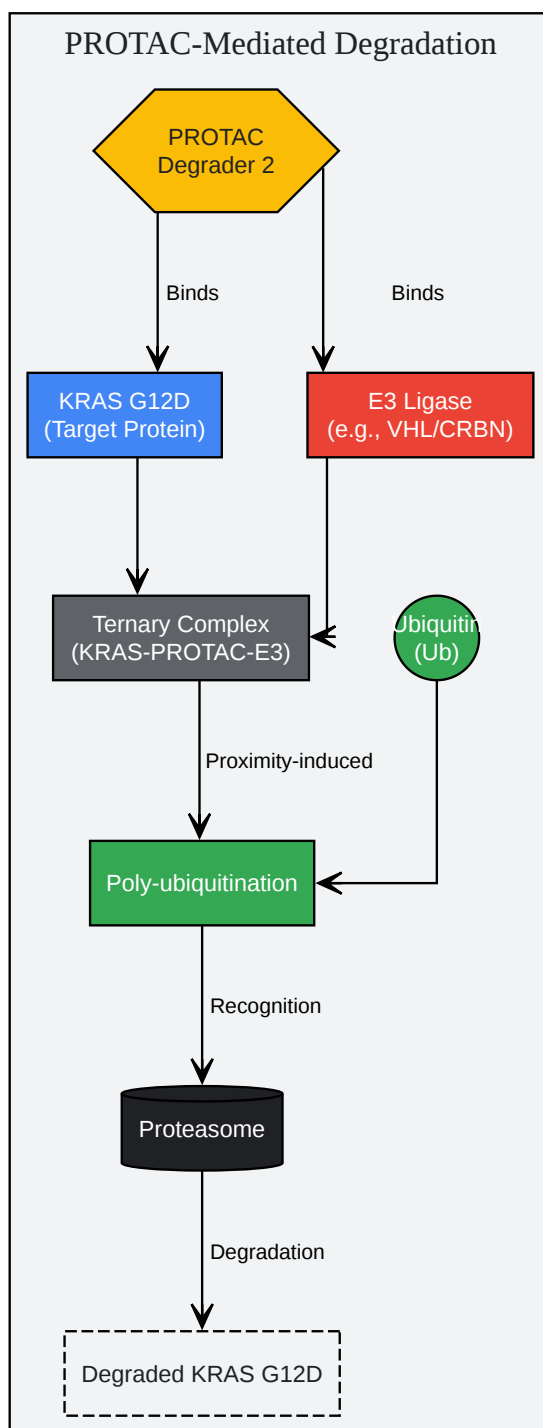 PROTAC-Mediated Degradation
PROTAC
Degrader 2
Binds
Binds
KRAS G12D
(Target Protein)
E3 Ligase
(e.g., VHL/CRBN)
Ternary Complex
(KRAS-PROTAC-E3)
Ubiquitin
(Ub)
Proximity-induced
Poly-ubiquitination
Recognition
Proteasome
Degradation
Degraded KRAS G12D